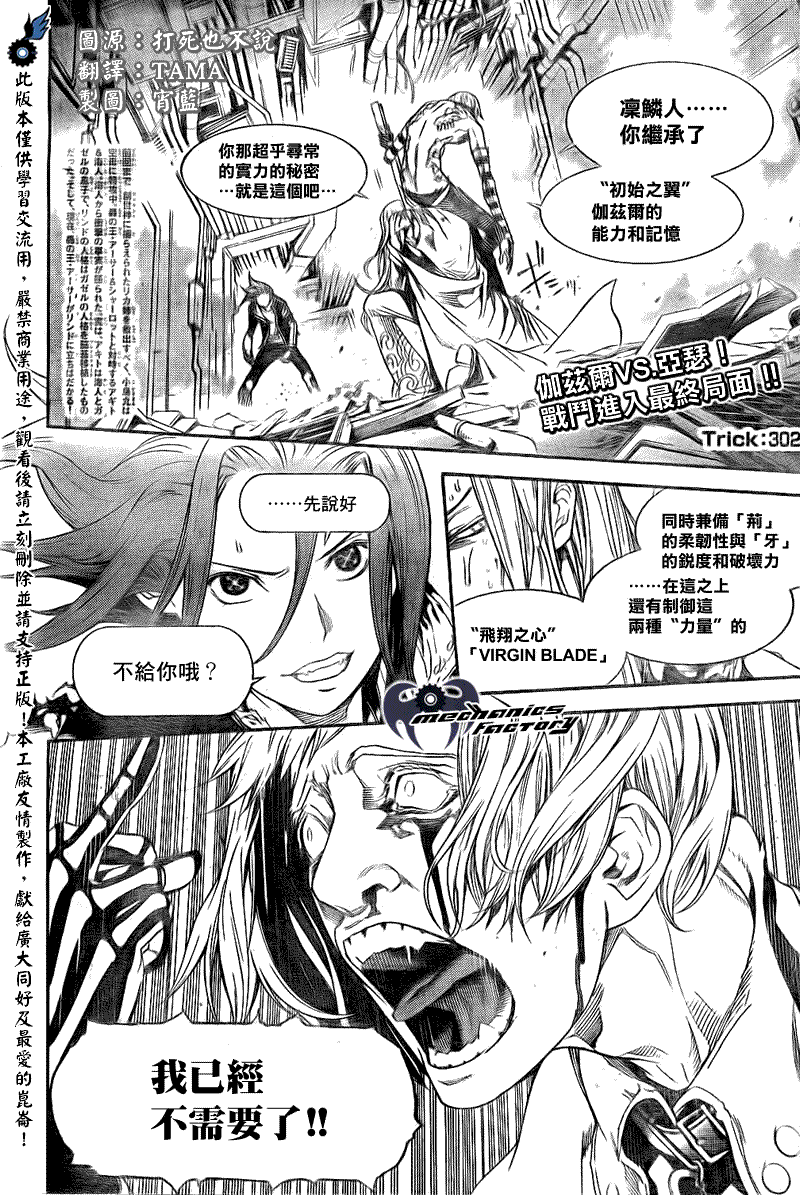 圖源：打死也不說
翻譯：TAMA
製圖：宵藍
凜鱗人……
你繼承了
“初始之翼”
伽茲爾的
能力和記憶
你那超乎尋常
的實力的秘密
…就是這個吧…
伽茲爾VS.亞瑟！
戰鬥進入最終局面!!
Trick:302
同時兼備「荊」
的柔韌性與「牙」
的銳度和破壞力
……在這之上
還有制御這
兩種“力量”的
“飛翔之心”
「VIRGIN BLADE」
……先說好
不給你哦？
mechanics
factory
我已經
不需要了!!
此版本僅供學習交流用，嚴禁商業用途，觀看後請立刻刪除並請支持正版！本工廠友情製作，獻給廣大同好及最愛的崑崙！